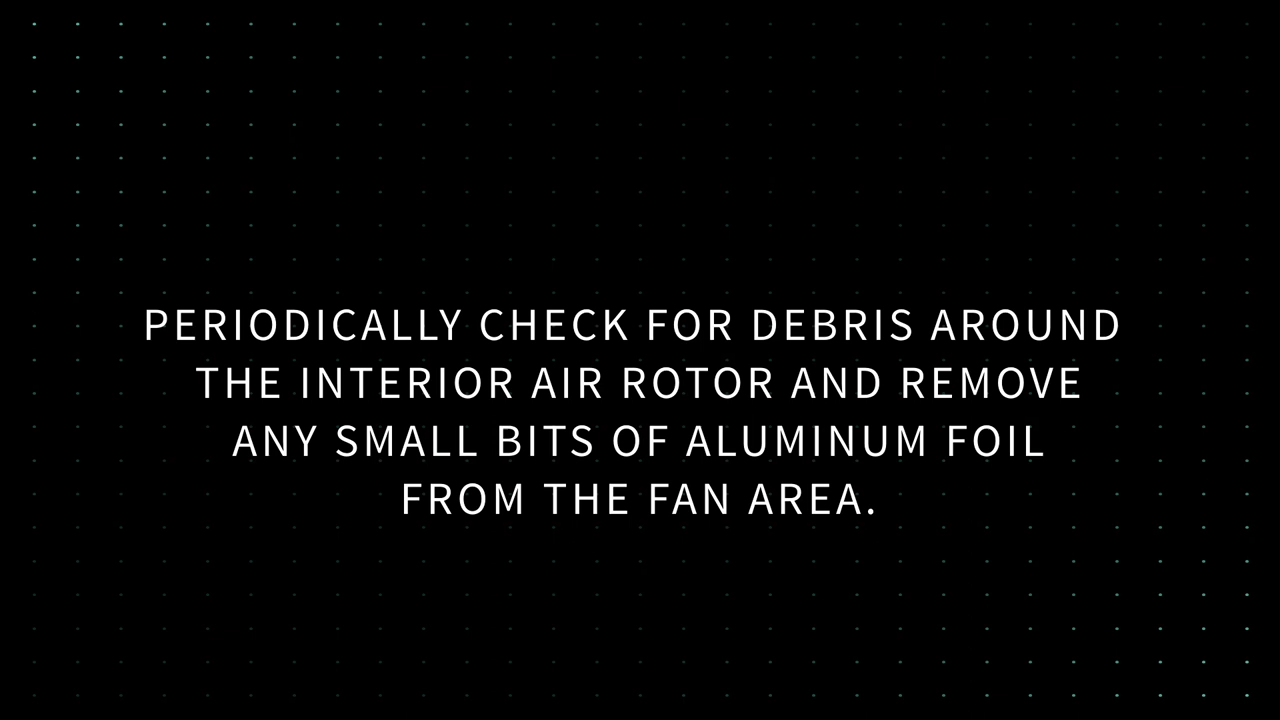 PERIODICALLY CHECK FOR DEBRIS AROUND
THE INTERIOR AIR ROTOR AND REMOVE
ANY SMALL BITS OF ALUMINUM FOIL
FROM THE FAN AREA.